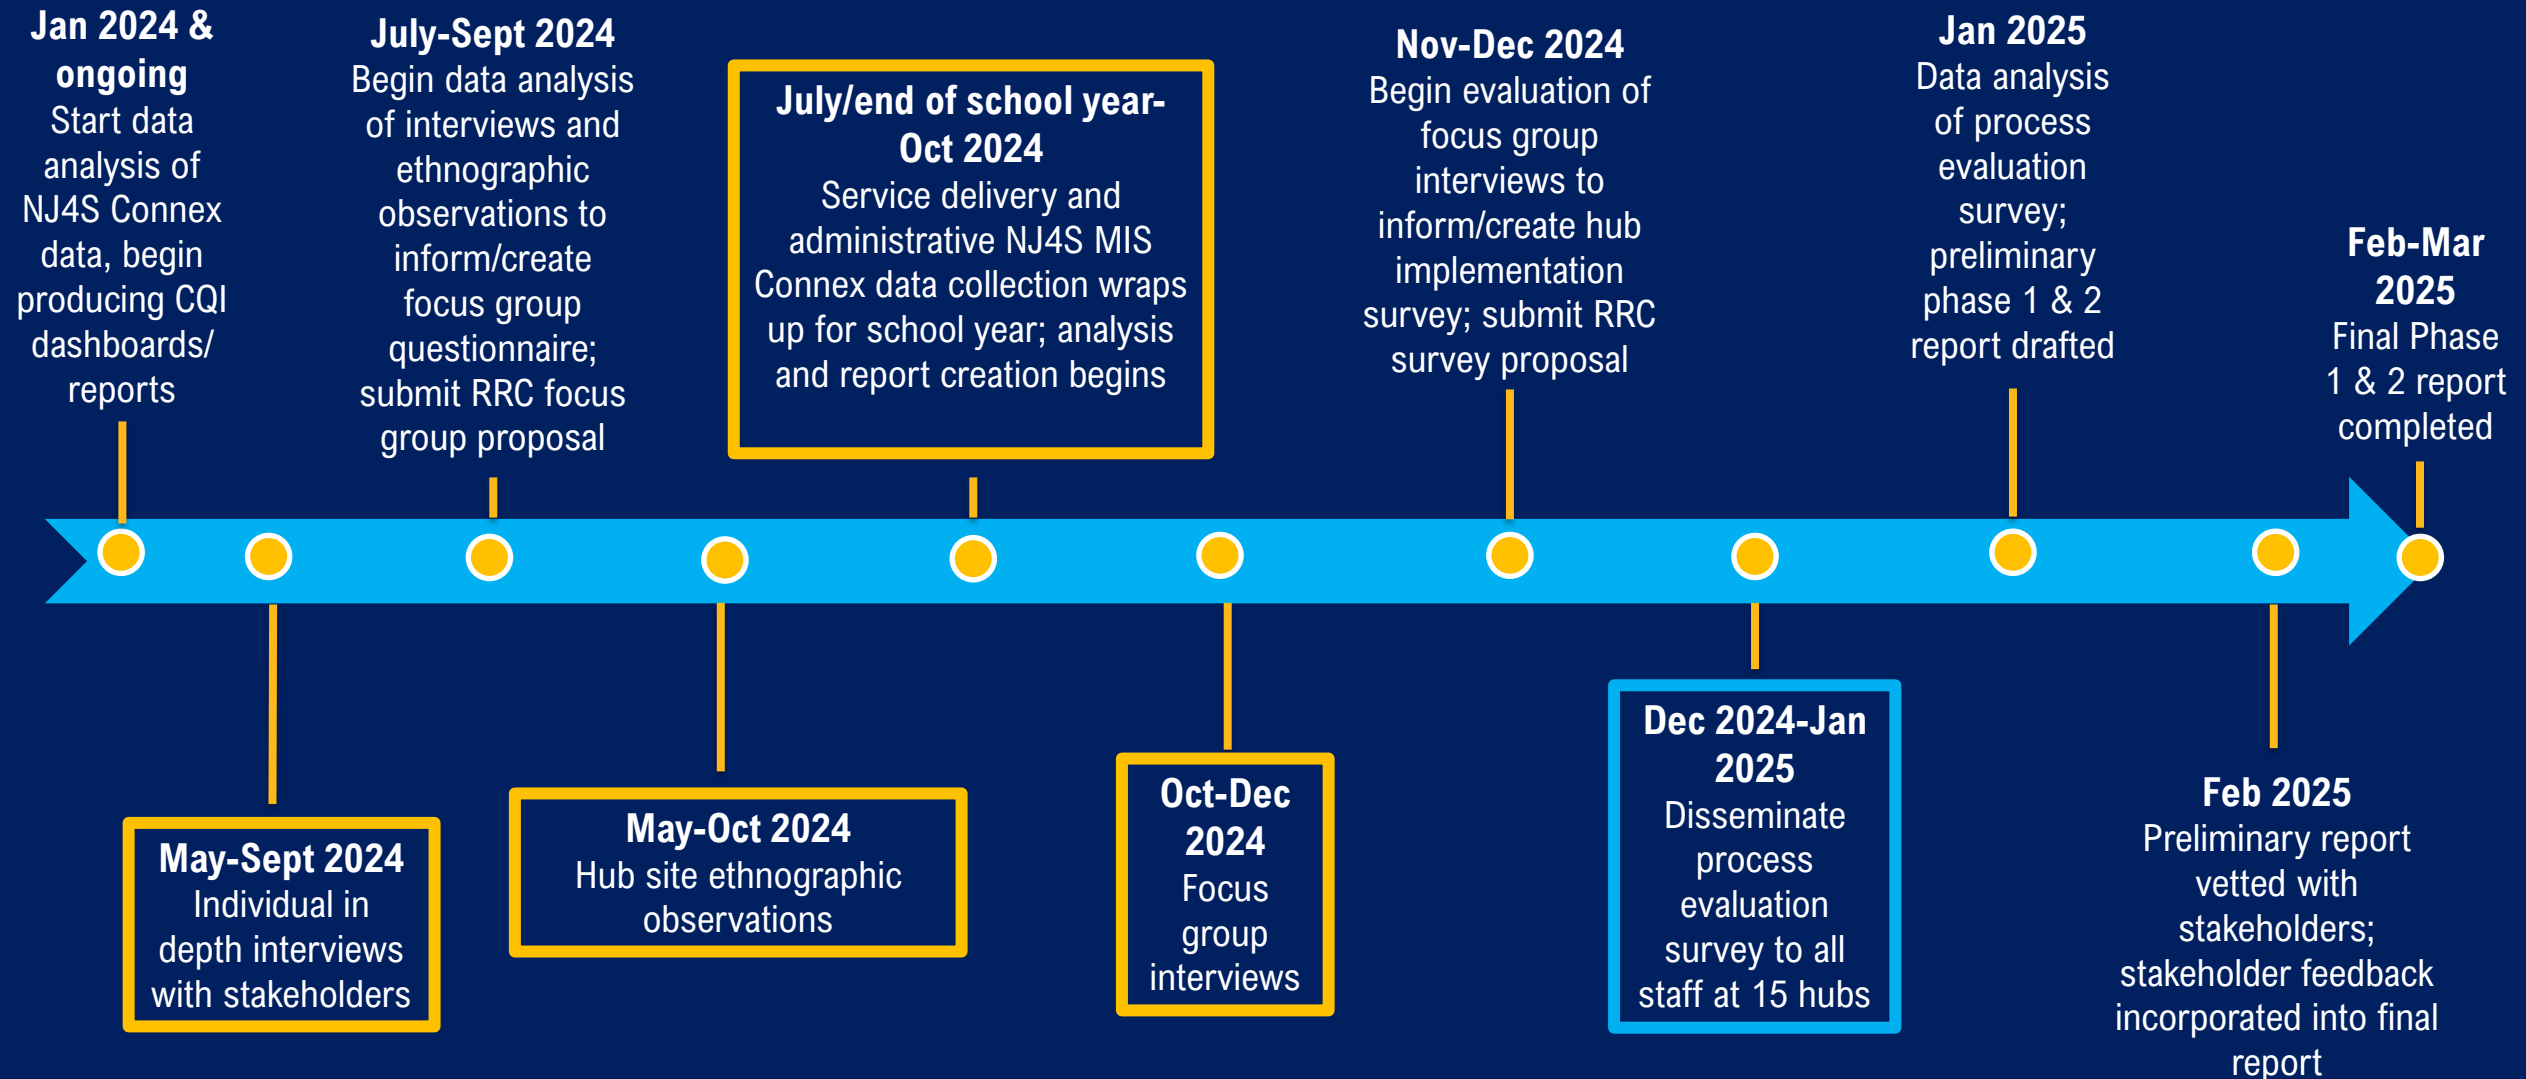 Jan 2024 &
ongoing
Start data
analysis of
NJ4S Connex
data, begin
producing CQI
dashboards/
reports
May-Sept 2024
Individual in
depth interviews
with stakeholders
July-Sept 2024
Begin data analysis
of interviews and
ethnographic
observations to
inform/create
focus group
questionnaire;
submit RRC focus
group proposal
May-Oct 2024
Hub site ethnographic
observations
July/end of school year-
Oct 2024
Service delivery and
administrative NJ4S MIS
Connex data collection wraps
up for school year; analysis
and report creation begins
Oct-Dec
2024
Focus
group
interviews
Nov-Dec 2024
Begin evaluation of
focus group
interviews to
inform/create hub
implementation
survey; submit RRC
survey proposal
Dec 2024-Jan
2025
Disseminate
process
evaluation
survey to all
staff at 15 hubs
Jan 2025
Data analysis
of process
evaluation
survey;
preliminary
phase 1 & 2
report drafted
Feb 2025
Preliminary report
vetted with
stakeholders;
stakeholder feedback
incorporated into final
report
Feb-Mar
2025
Final Phase
1 & 2 report
completed